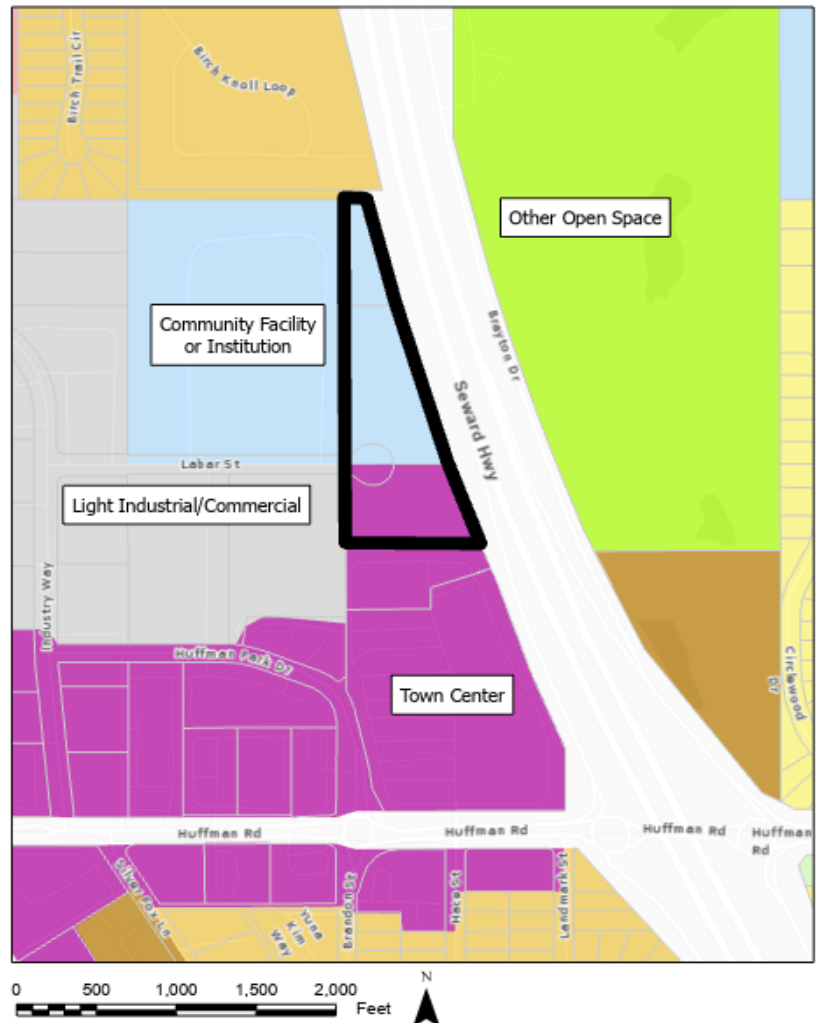 Birch Trail Cir
Birch Knoll Loop
Other Open Space
Community Facility
or Institution
Brayton Dr
Seward Hwy
Labar St
Light Industrial/Commercial
Industry Way
Huffman Park Dr
Circlewood
Dr
Town Center
Huffman Rd
Huffman Rd
Huffman Rd
Huffman
Rd
Silver Fox Ln
Yuna
Kim
Way
Brandon St
Hace St
Landmark St
0 500 1,000 1,500 2,000
Feet
N